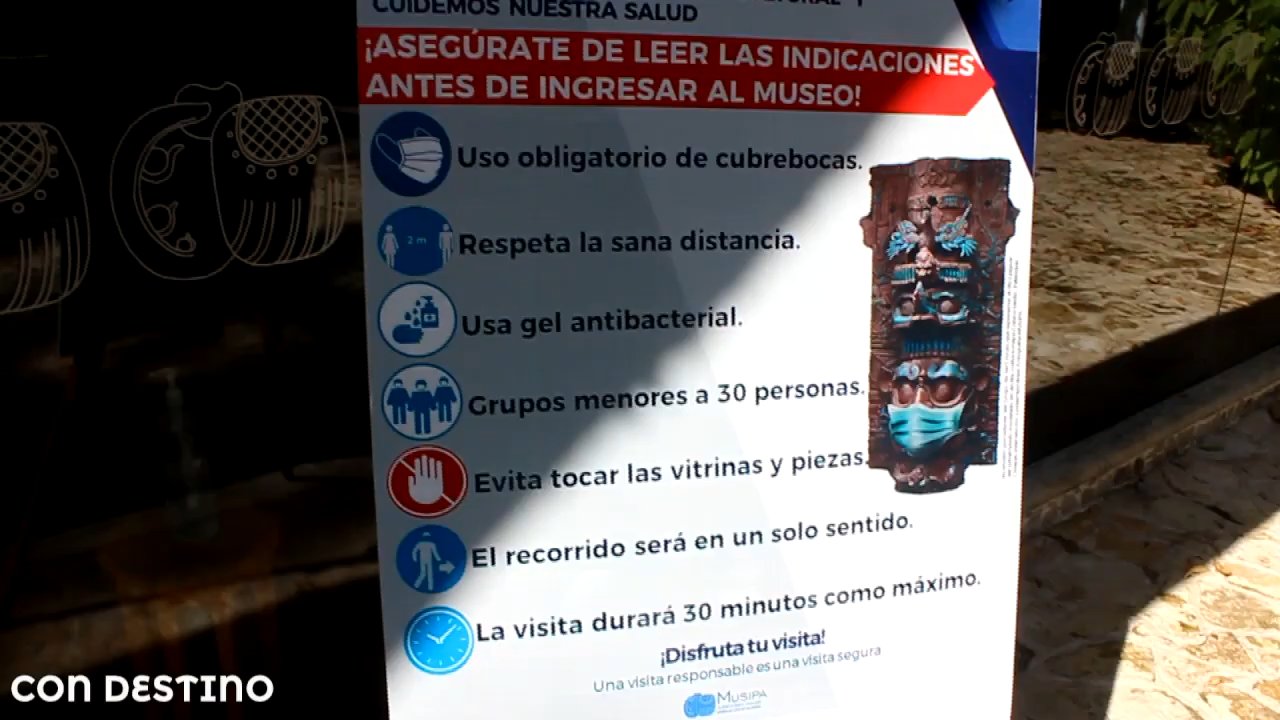 CUIDEMOS NUESTRA SALUD
¡ASEGÚRATE DE LEER LAS INDICACIONES
ANTES DE INGRESAR AL MUSEO!
Uso obligatorio de cubrebocas.
2 m
Respeta la sana distancia.
Usa gel antibacterial.
Grupos menores a 30 personas.
Evita tocar las vitrinas y piezas.
El recorrido será en un solo sentido.
La visita durará 30 minutos como máximo.
¡Disfruta tu visita!
Una visita responsable es una visita segura
MUSIPA
CON DESTINO